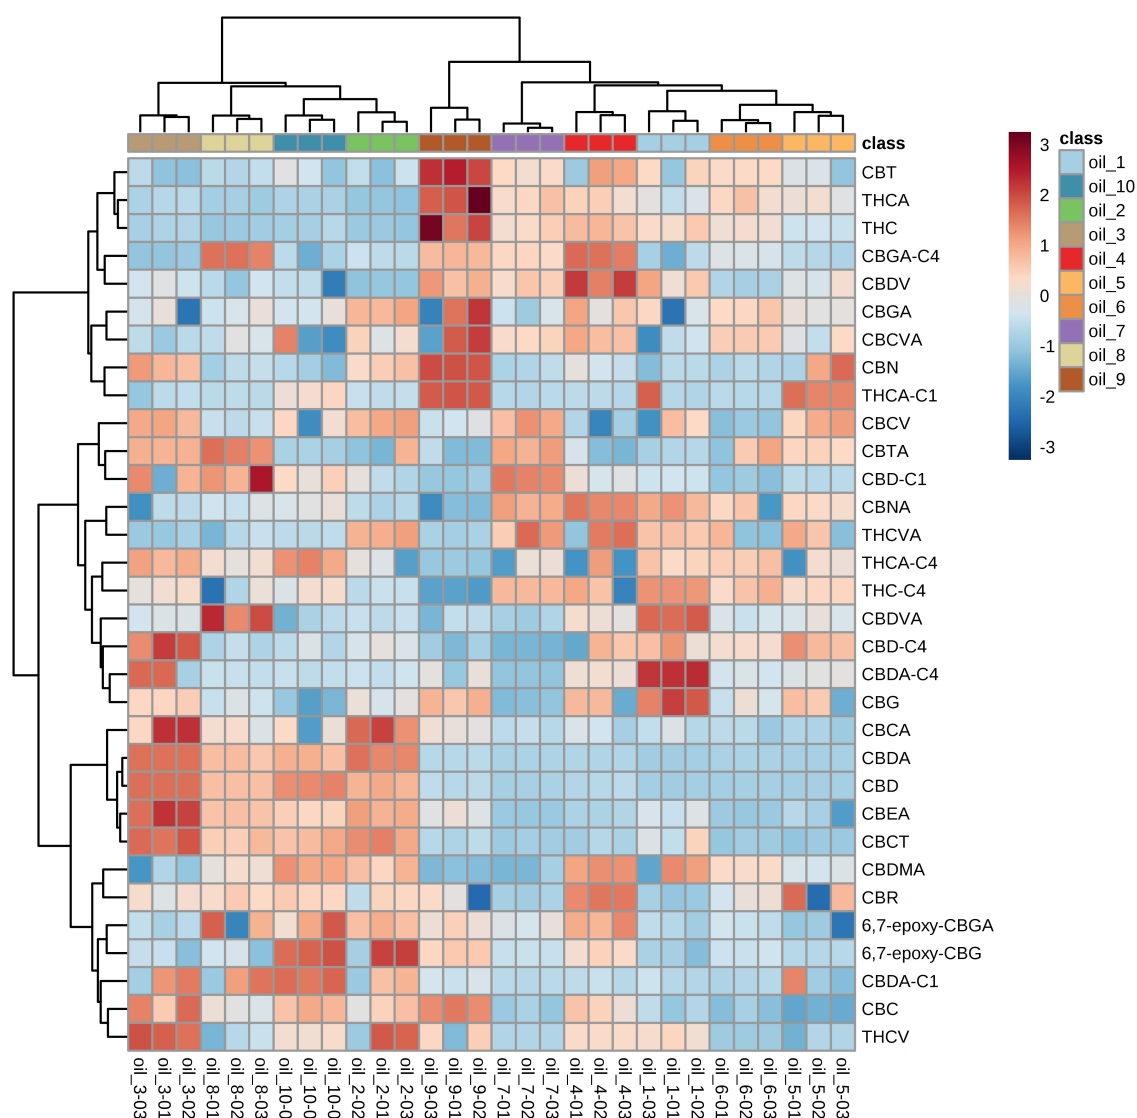 class
CBT
THCA
THC
CBGA-C4
CBDV
CBGA
CBCVA
CBN
THCA-C1
CBCV
CBTA
CBD-C1
CBNA
THCVA
THCA-C4
THC-C4
CBDVA
CBD-C4
CBDA-C4
CBG
CBCA
CBDA
CBD
CBEA
CBCT
CBDMA
CBR
6,7-epoxy-CBGA
6,7-epoxy-CBG
CBDA-C1
CBC
THCV
3
2
1
0
-1
-2
-3
class
oil_1
oil_10
oil_2
oil_3
oil_4
oil_5
oil_6
oil_7
oil_8
oil_9
oil_3-03
oil_3-01
oil_3-02
oil_8-01
oil_8-02
oil_8-03
oil_10-0
oil_10-0
oil_10-0
oil_2-02
oil_2-01
oil_2-03
oil_9-03
oil_9-01
oil_9-02
oil_7-01
oil_7-02
oil_7-03
oil_4-01
oil_4-02
oil_4-03
oil_1-03
oil_1-01
oil_1-02
oil_6-01
oil_6-02
oil_6-03
oil_5-01
oil_5-02
oil_5-03